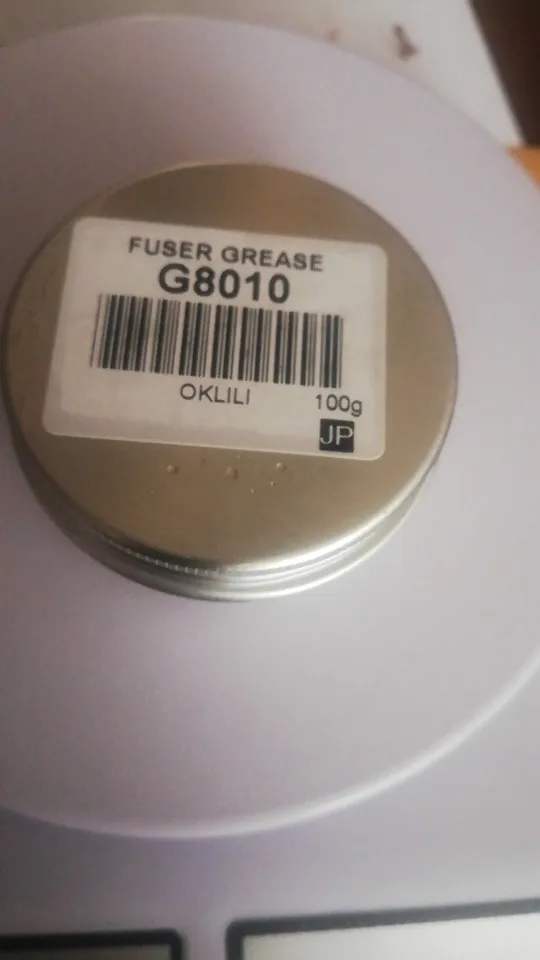 FUSER GREASE
G8010
OKLILI
100g
JP